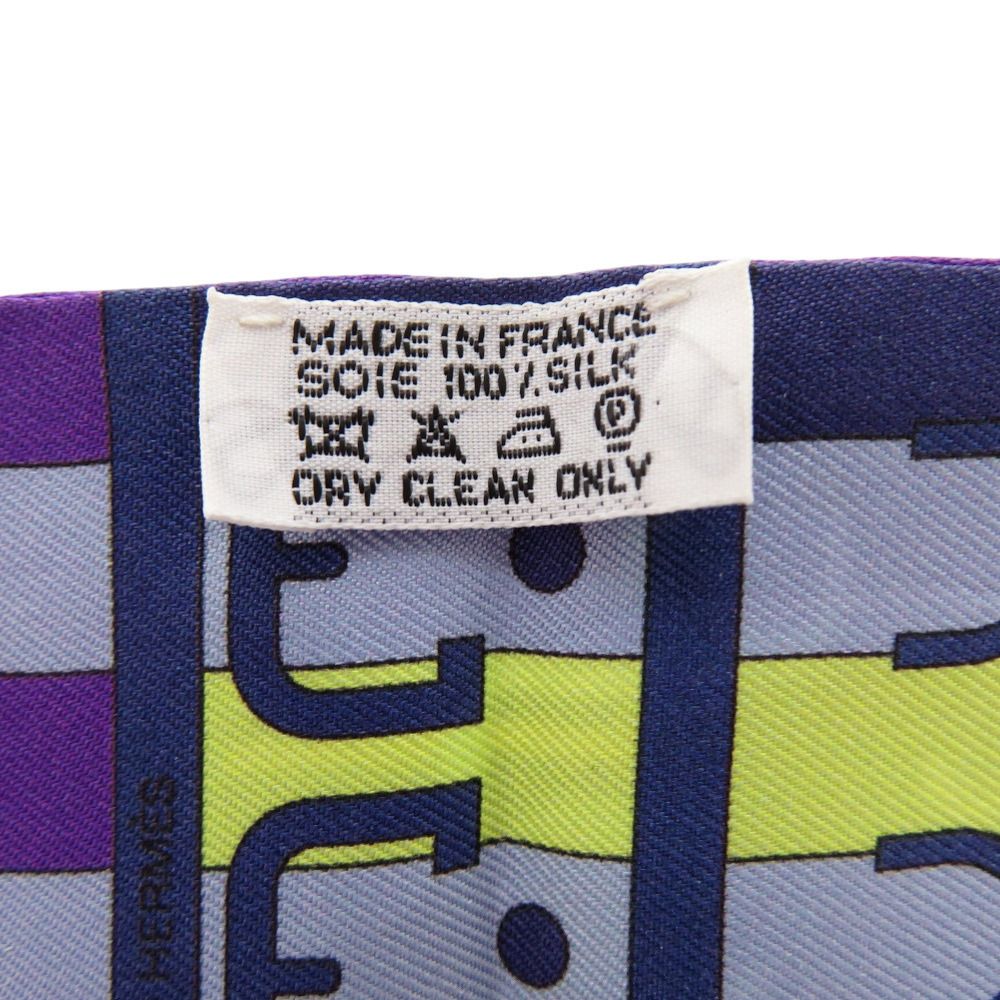 MADE IN FRANCE
SOIE 100% SILK
P
DRY CLEAN ONLY
HERMÈS